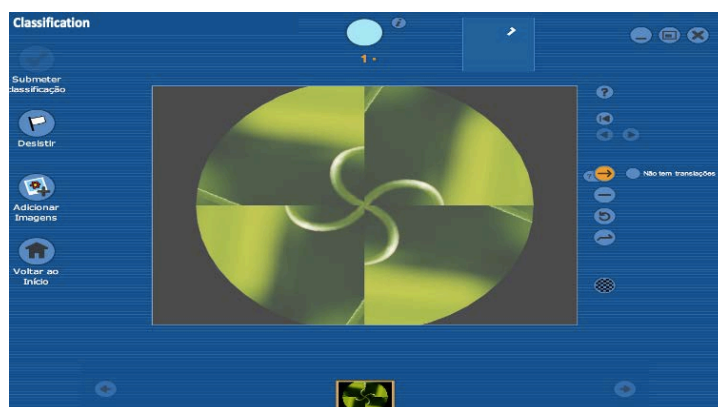 Classification
1
Submeter
classificação
Desistir
Adicionar
Imagens
Voltar ao
Início
?
Não tem translações